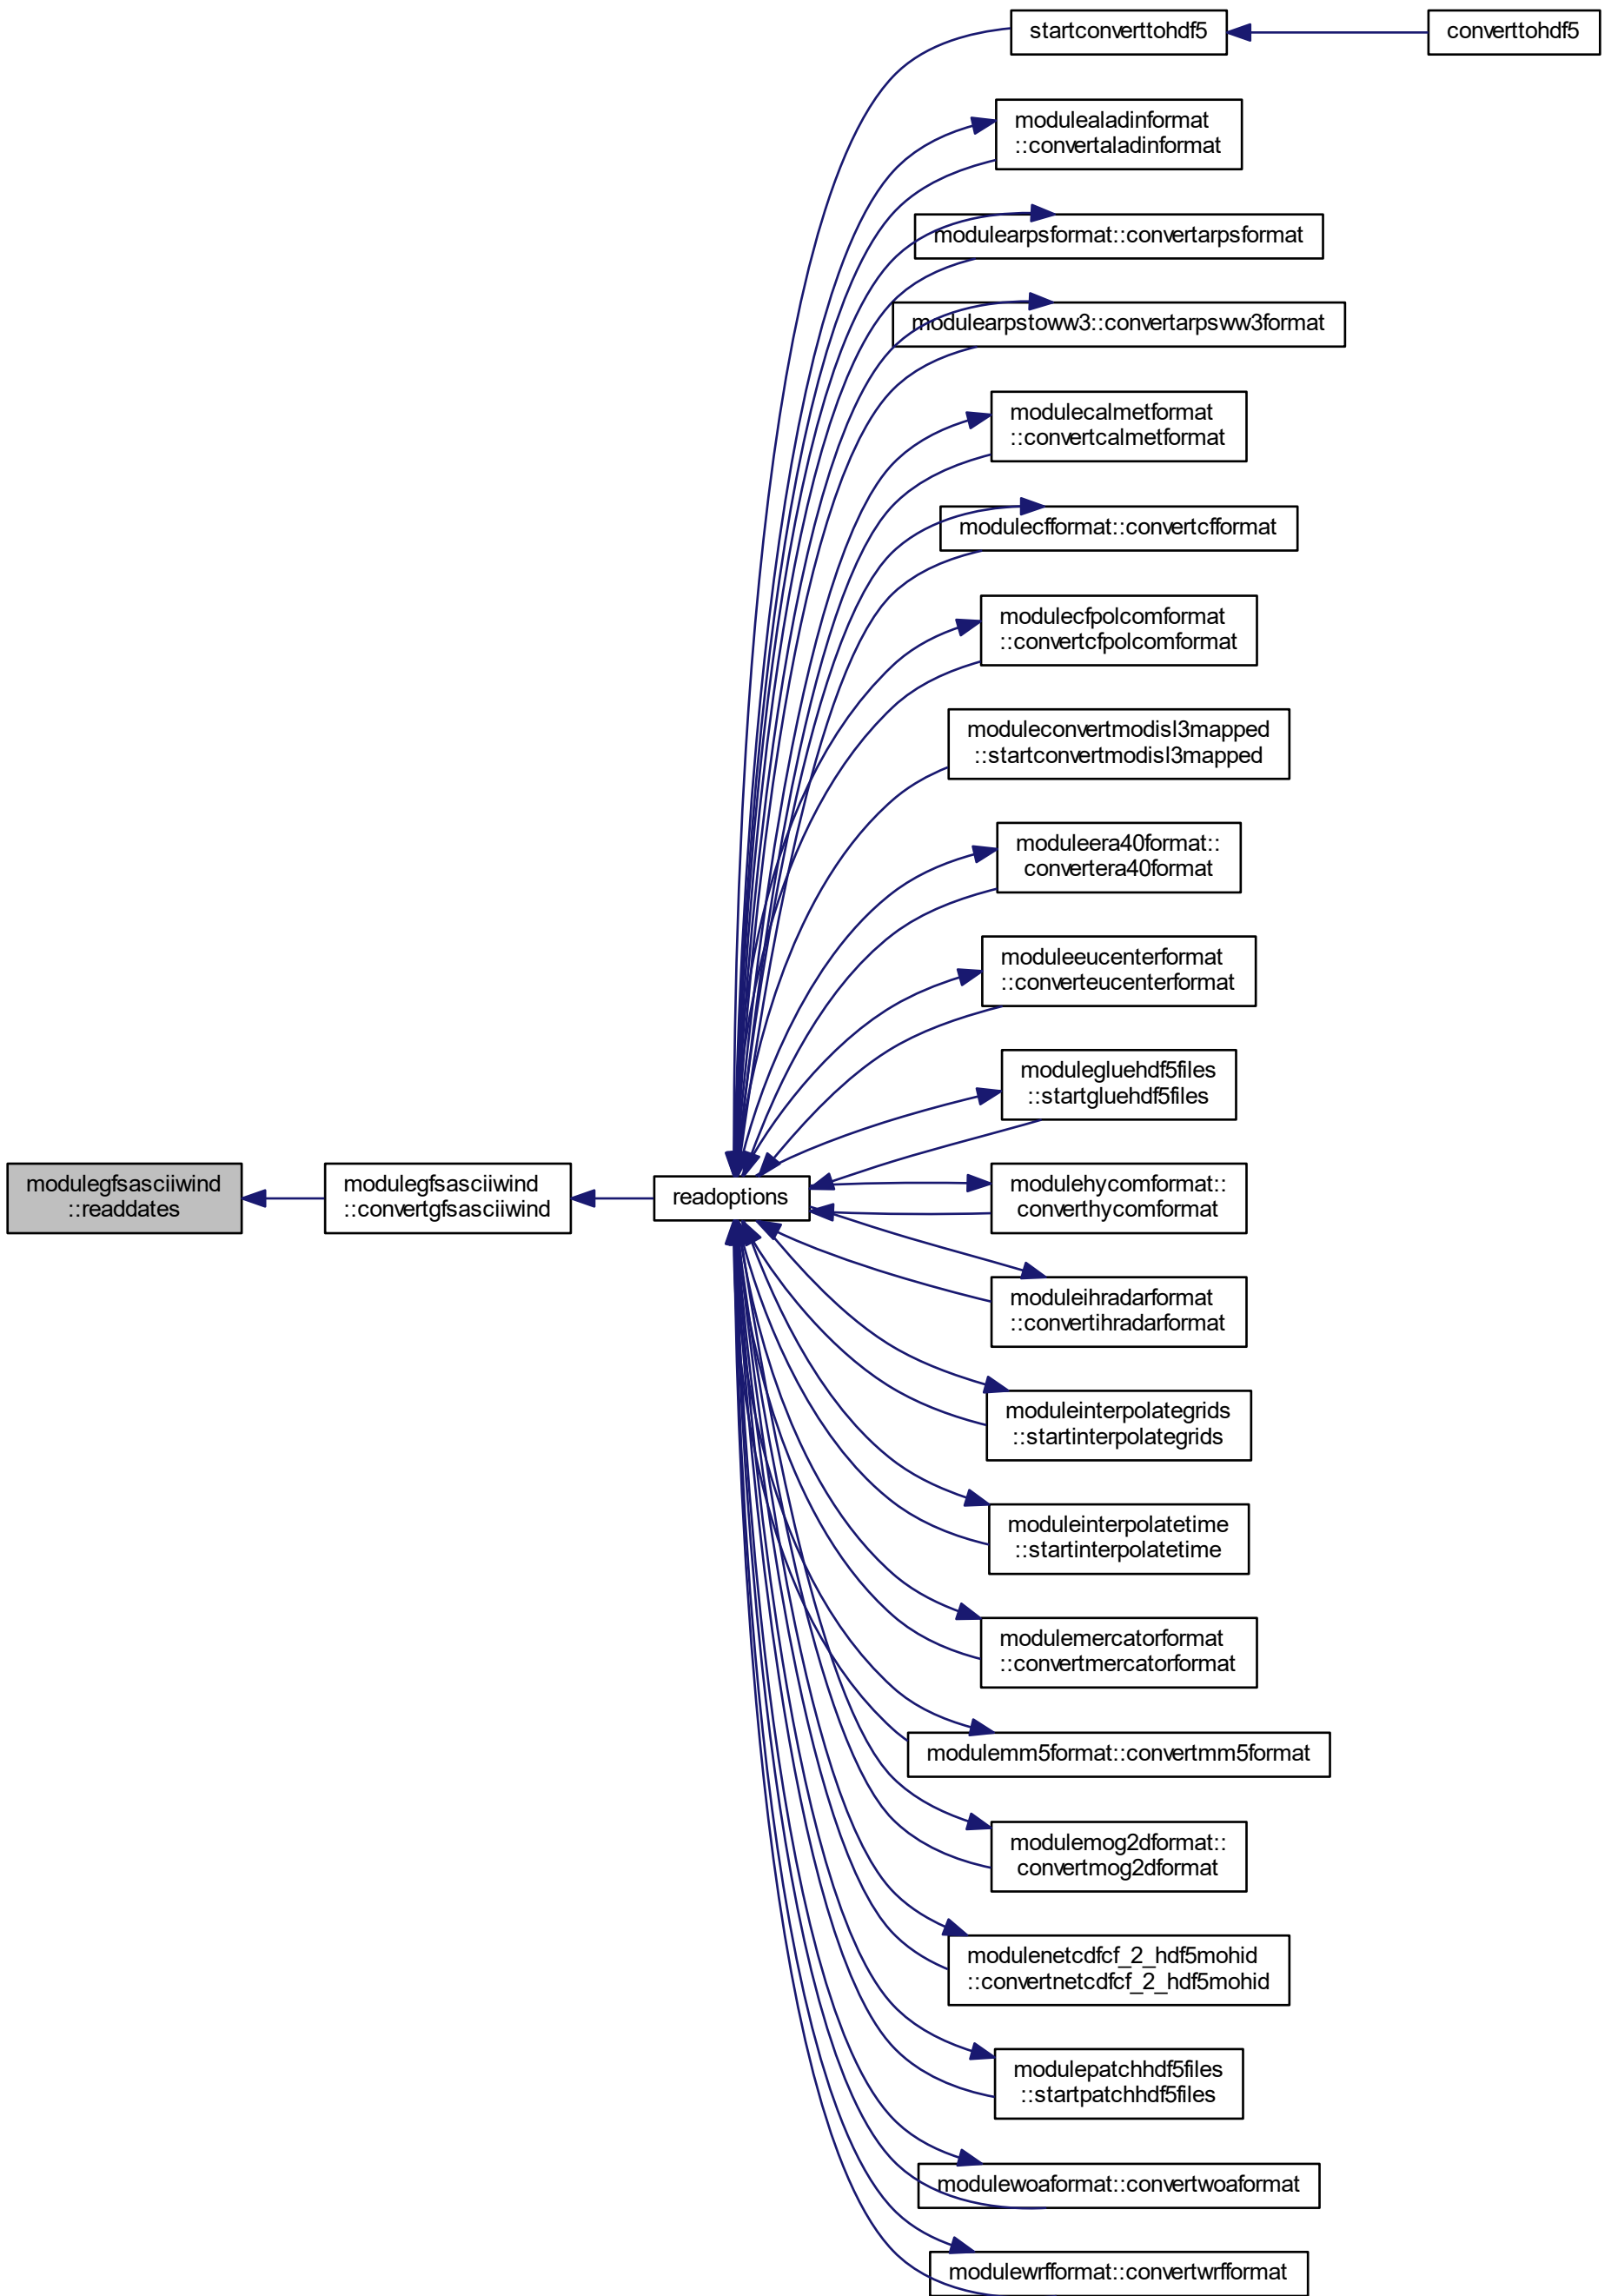 startconverttohdf5
converttohdf5
modulealadinformat
::convertaladinformat
modulearpsformat::convertarpsformat
modulearpstoww3::convertarpsww3format
modulecalmetformat
::convertcalmetformat
modulecfformat::convertcfformat
modulecfpolcomformat
::convertcfpolcomformat
moduleconvertmodisl3mapped
::startconvertmodisl3mapped
moduleera40format::
convertera40format
moduleeucenterformat
::converteucenterformat
modulegluehdf5files
::startgluehdf5files
modulegfsasciiwind
::readdates
modulegfsasciiwind
::convertgfsasciiwind
readoptions
modulehycomformat::
converthycomformat
moduleihradarformat
::convertihradarformat
moduleinterpolategrids
::startinterpolategrids
moduleinterpolatetime
::startinterpolatetime
modulemercatorformat
::convertmercatorformat
modulemm5format::convertmm5format
modulemog2dformat::
convertmog2dformat
modulenetcdfcf_2_hdf5mohid
::convertnetcdfcf_2_hdf5mohid
modulepatchhdf5files
::startpatchhdf5files
modulewoaformat::convertwoaformat
modulewrfformat::convertwrfformat